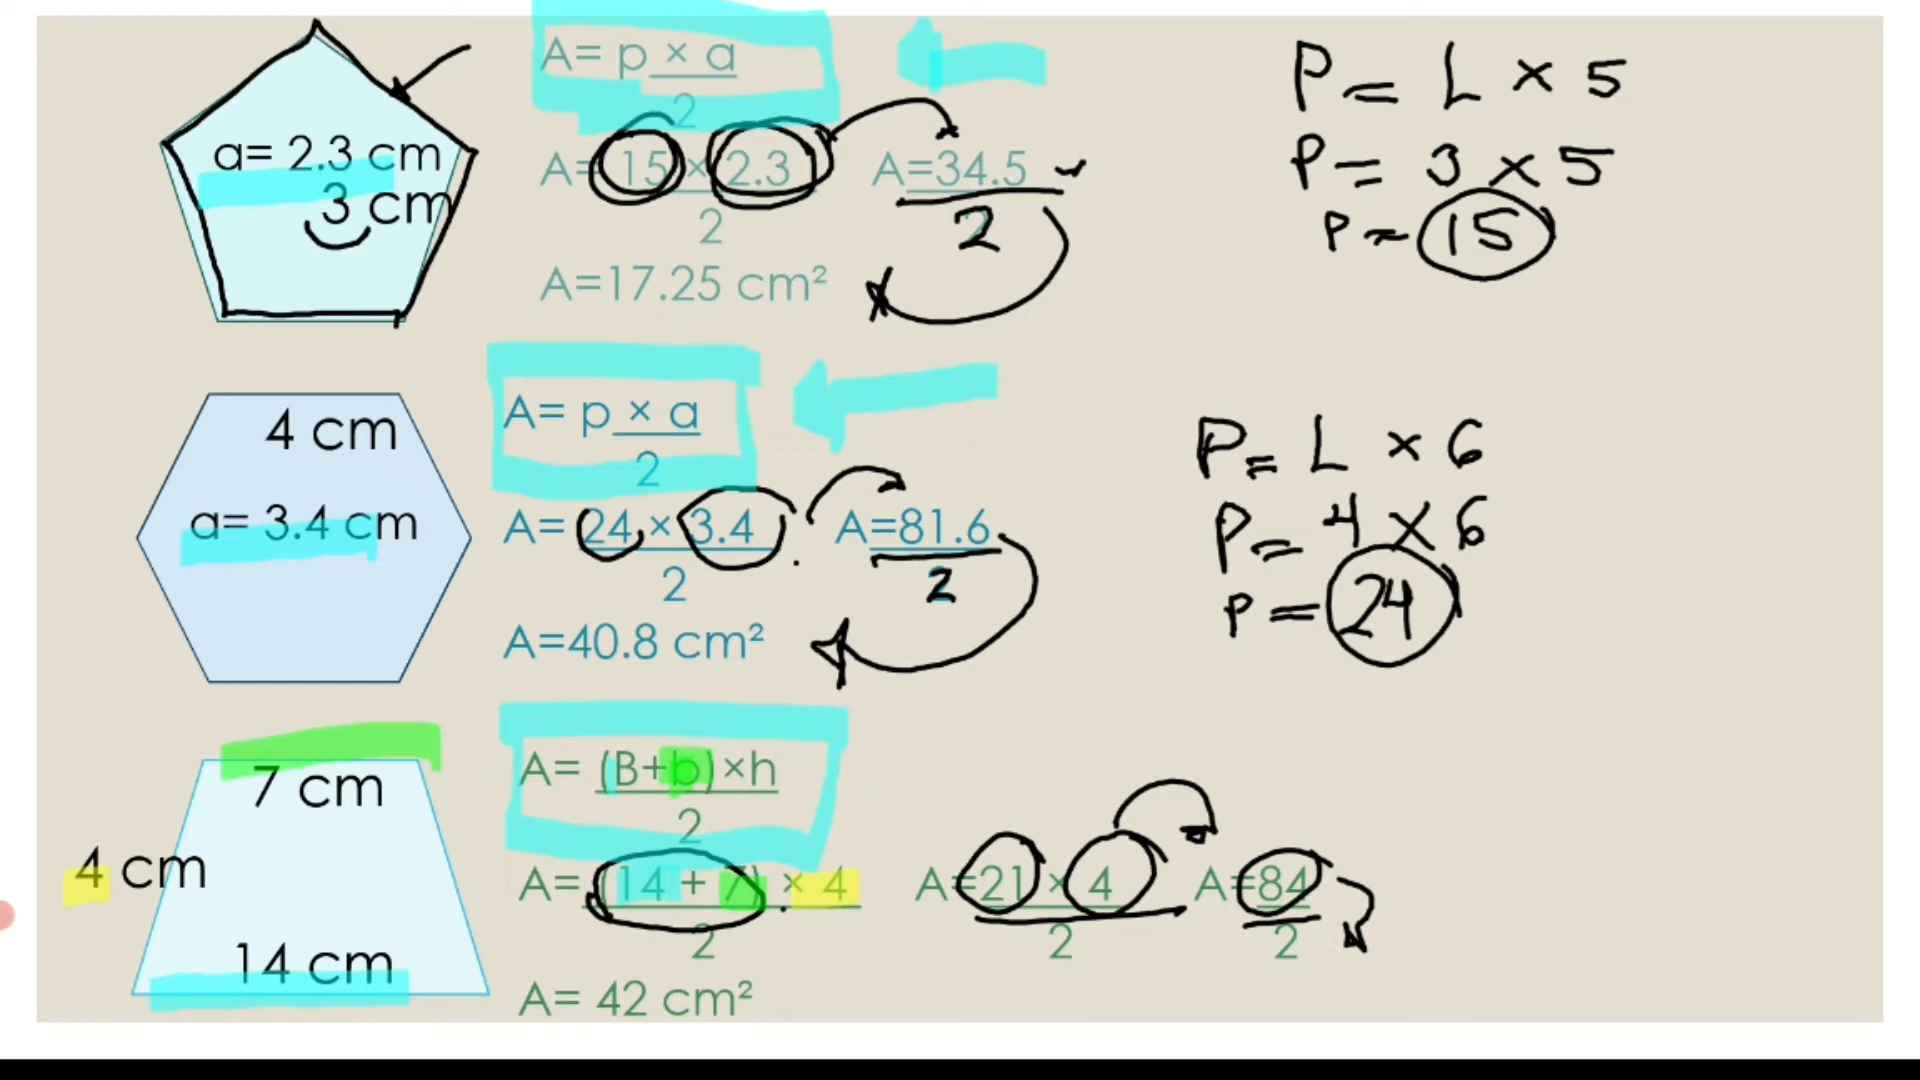 a= 2.3 cm
3 cm
A= p × a
2
A= 15 × 2.3
2
A=34.5
2
A=17.25 cm²
P= L × 5
P= 3 × 5
P= 15
4 cm
a= 3.4 cm
A= p × a
2
A= 24 × 3.4
2
A=81.6
2
A=40.8 cm²
P= L × 6
P= 4 × 6
P= 24
7 cm
4 cm
14 cm
A= (B+b)×h
2
A= (14 + 7) × 4
2
A=21 × 4
2
A=84
2
A= 42 cm²